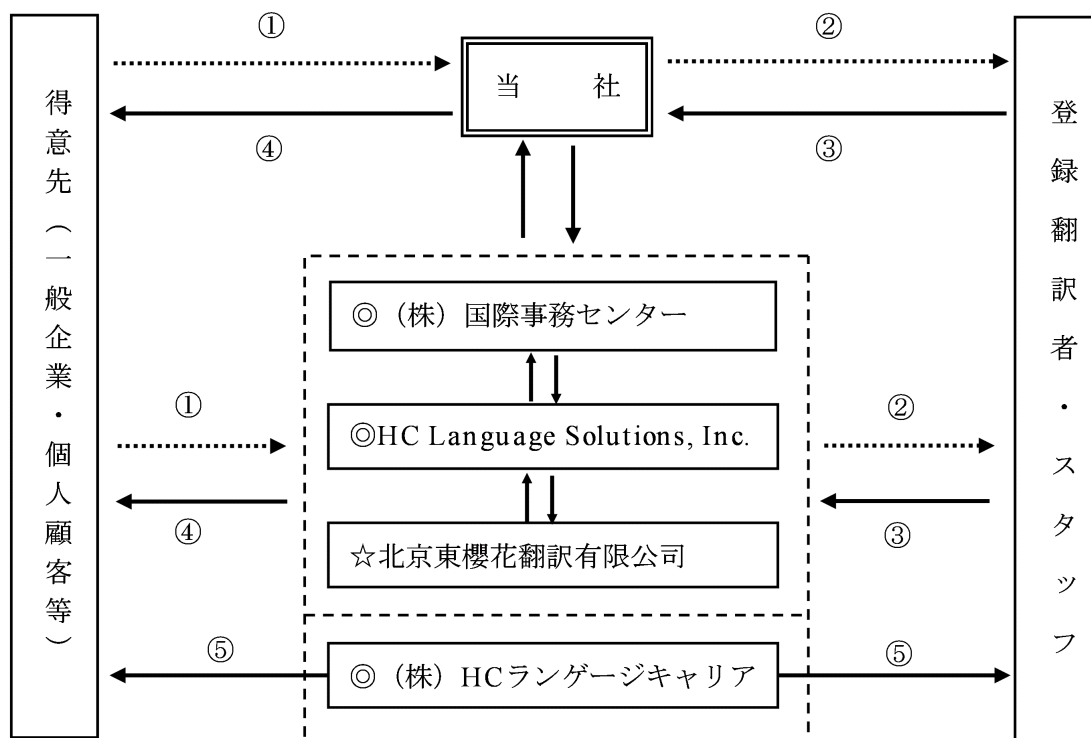 ①
②
当 社
④
③
得意先（一般企業・個人顧客等）
登録翻訳者・スタッフ
◎（株）国際事務センター
①
②
◎HC Language Solutions, Inc.
④
③
☆北京東櫻花翻訳有限公司
⑤
⑤
◎（株）HCランゲージキャリア